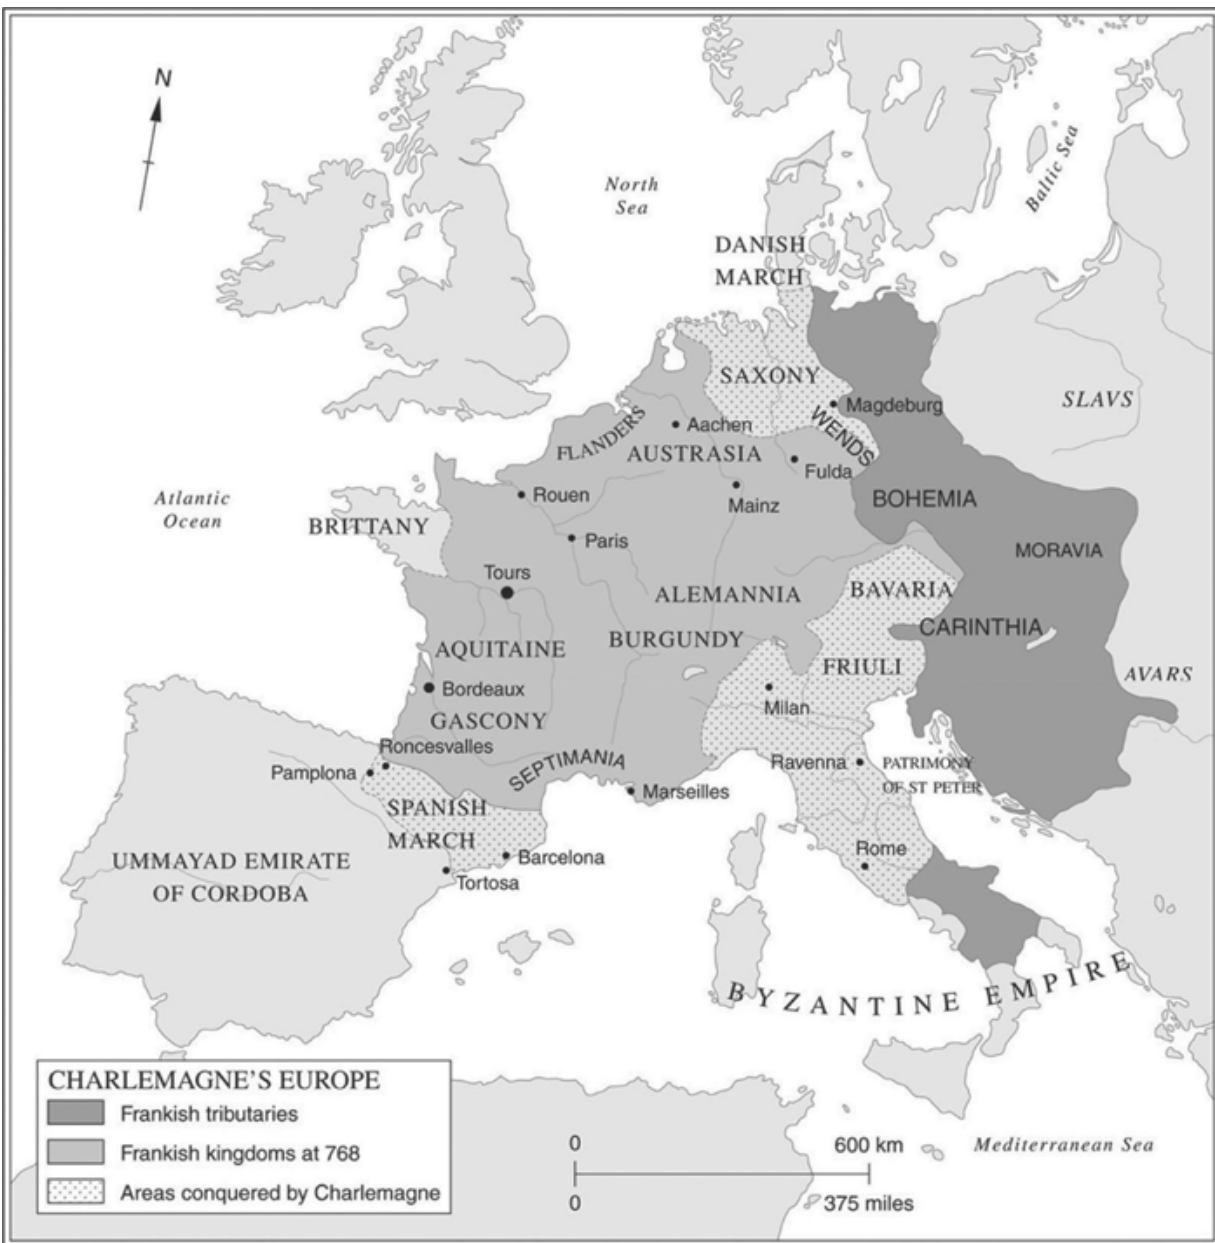 N
North
Sea
Baltic Sea
DANISH
MARCH
SAXONY
SLAVS
Magdeburg
WENDS
FLANDERS
Aachen
AUSTRASIA
Fulda
Atlantic
Ocean
Rouen
Mainz
BOHEMIA
BRITTANY
Paris
MORAVIA
Tours
ALEMANNIA
BAVARIA
CARINTHIA
AQUITAINE
BURGUNDY
FRIULI
AVARS
Bordeaux
Milan
GASCONY
Roncesvalles
SEPTIMANIA
Ravenna
PATRIMONY
OF ST PETER
Pamplona
Marseilles
SPANISH
MARCH
Rome
Barcelona
UMMAYAD EMIRATE
OF CORDOBA
Tortosa
BYZANTINE EMPIRE
CHARLEMAGNE'S EUROPE
Frankish tributaries
Frankish kingdoms at 768
Areas conquered by Charlemagne
0 600 km
0 375 miles
Mediterranean Sea